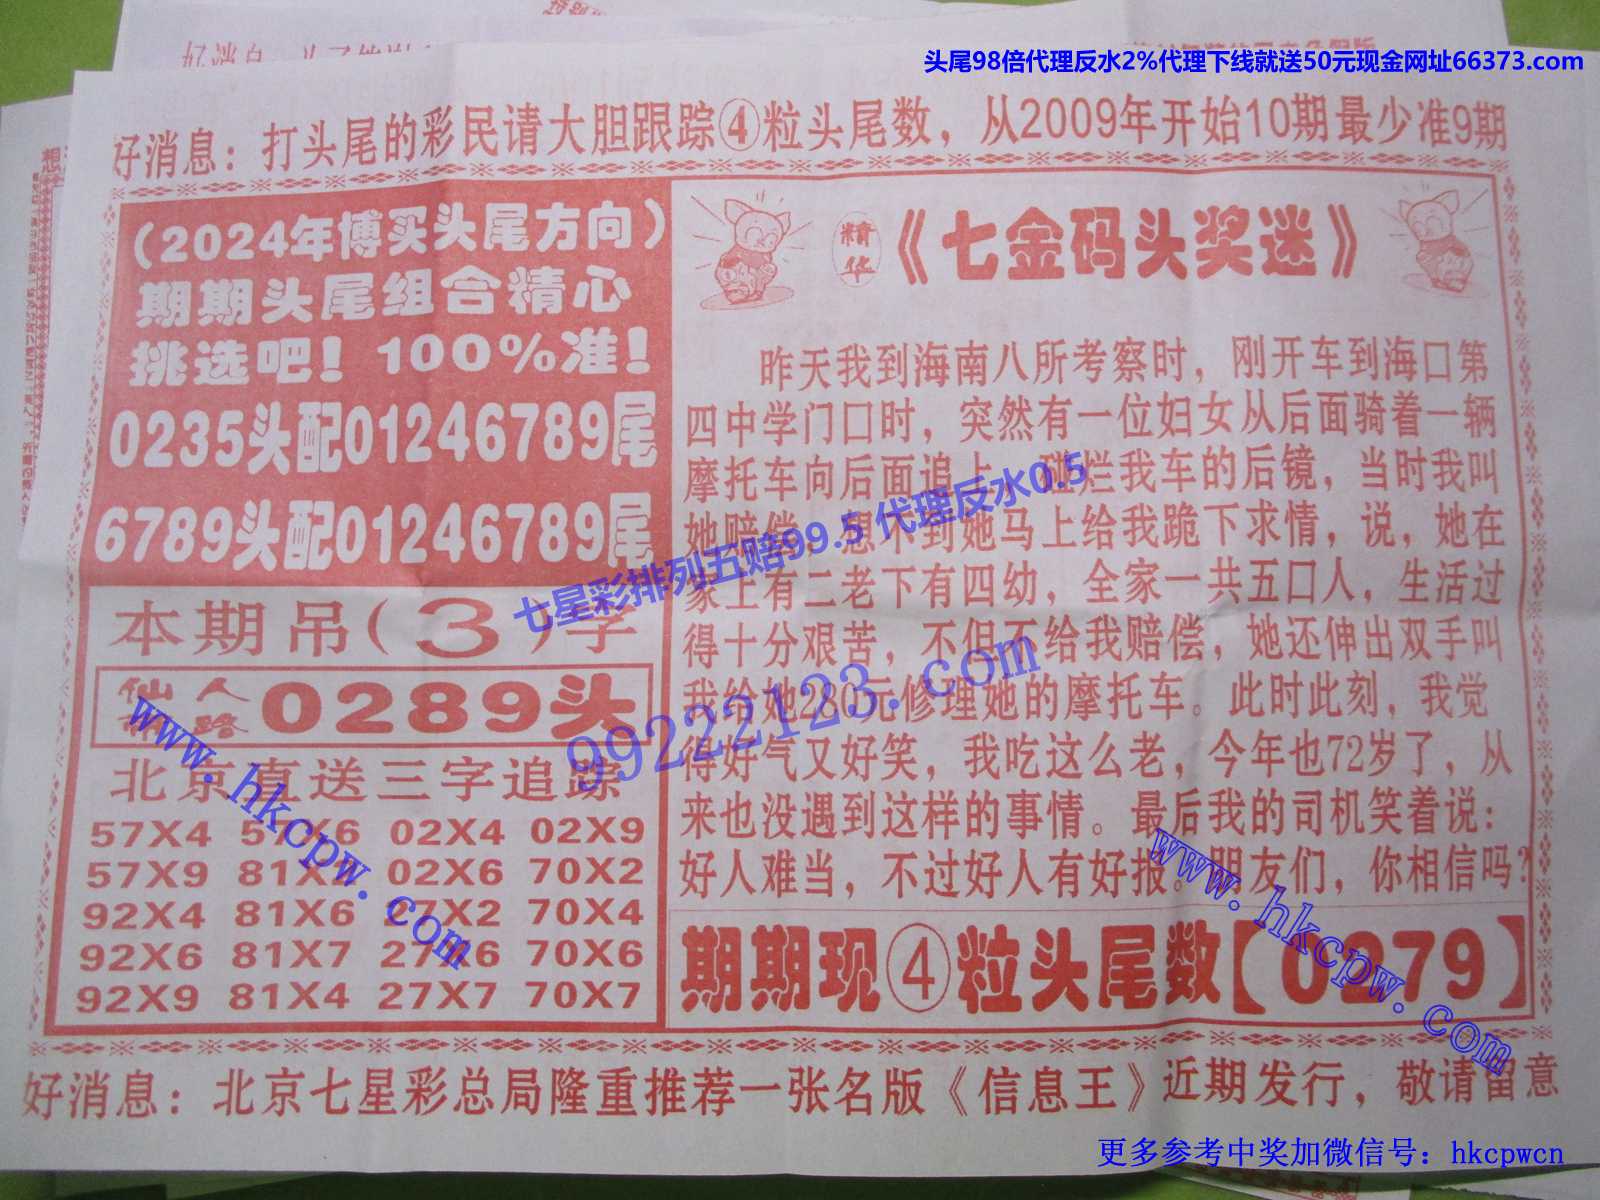 头尾98倍代理反水2%代理下线就送50元现金网址66373.com
好消息：打头尾的彩民请大胆跟踪④粒头尾数，从2009年开始10期最少准9期
（2024年博买头尾方向）
期期头尾组合精心
挑选吧！100%准！
0235头配01246789尾
6789头配01246789尾
本期吊（3）字
仙人
路
0289头
北京直送三字追踪
57X4 57X6 02X4 02X9
57X9 81X2 02X6 70X2
92X4 81X6 27X2 70X4
92X6 81X7 27X6 70X6
92X9 81X4 27X7 70X7
精华
《七金码头奖迷》
昨天我到海南八所考察时，刚开车到海口第
四中学门口时，突然有一位妇女从后面骑着一辆
摩托车向后面追上，碰烂我车的后镜，当时我叫
她赔偿，想不到她马上给我跪下求情，说，她在
家上有二老下有四幼，全家一共五口人，生活过
得十分艰苦，不但不给我赔偿，她还伸出双手叫
我给她280元修理她的摩托车。此时此刻，我觉
得好气又好笑，我吃这么老，今年也72岁了，从
来也没遇到这样的事情。最后我的司机笑着说：
好人难当，不过好人有好报。朋友们，你相信吗？
期期现④粒头尾数【0279】
好消息：北京七星彩总局隆重推荐一张名版《信息王》近期发行，敬请留意
七星彩排列五赔99.5 代理反水0.5
99222123.com
www.hkcpw.com
www.hkcpw.com
更多参考中奖加微信号：hkcpwcn